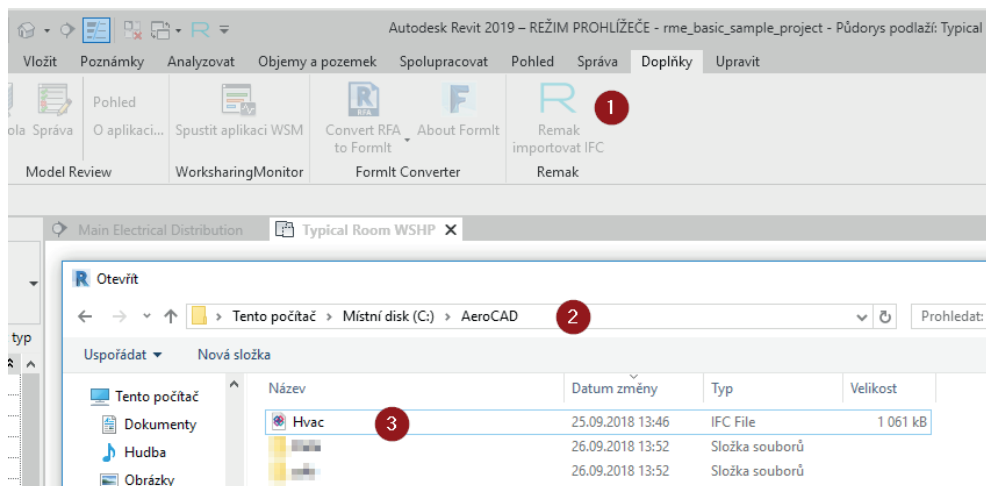 Autodesk Revit 2019 – REŽIM PROHLÍŽEČE - rme_basic_sample_project - Půdorys podlaží: Typical
Vložit Poznámky Analyzovat Objemy a pozemek Spolupracovat Pohled Správa Doplňky Upravit
Pohled
ola Správa O aplikaci... Spustit aplikaci WSM Convert RFA to FormIt About FormIt Remak importovat IFC
R
RFA
F
1
Model Review WorksharingMonitor FormIt Converter Remak
Main Electrical Distribution Typical Room WSHP X
R Otevřít
Tento počítač > Místní disk (C:) > AeroCAD 2 Prohledat:
typ
Uspořádat Nová složka
Tento počítač Název Datum změny Typ Velikost
Dokumenty Hvac 3 25.09.2018 13:46 IFC File 1 061 kB
Hudba 26.09.2018 13:52 Složka souborů
Obrázky 26.09.2018 13:52 Složka souborů